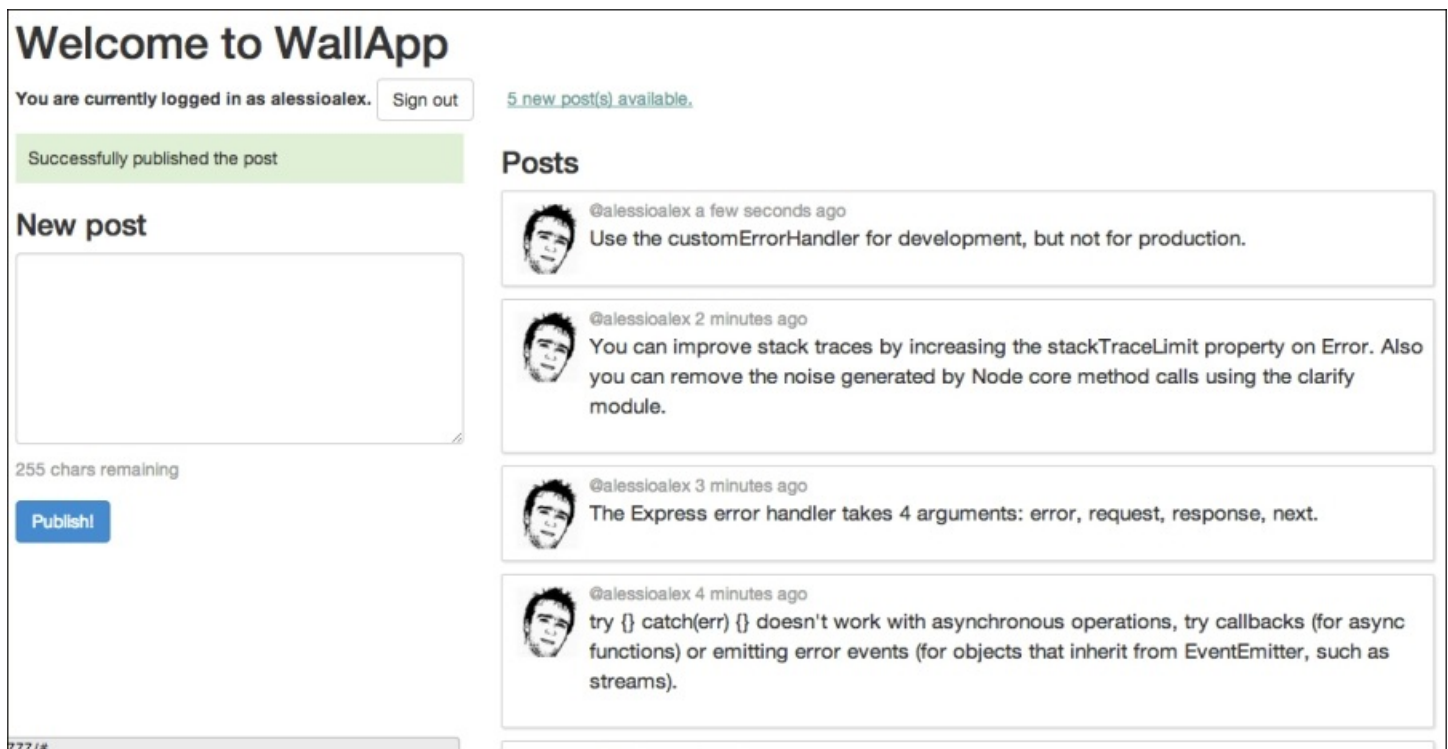 Welcome to WallApp
You are currently logged in as alessioalex.
Sign out
5 new post(s) available.
Successfully published the post
New post
255 chars remaining
Publish!
Posts
@alessioalex a few seconds ago
Use the customErrorHandler for development, but not for production.
@alessioalex 2 minutes ago
You can improve stack traces by increasing the stackTraceLimit property on Error. Also
you can remove the noise generated by Node core method calls using the clarify
module.
@alessioalex 3 minutes ago
The Express error handler takes 4 arguments: error, request, response, next.
@alessioalex 4 minutes ago
try {} catch(err) {} doesn't work with asynchronous operations, try callbacks (for async
functions) or emitting error events (for objects that inherit from EventEmitter, such as
streams).